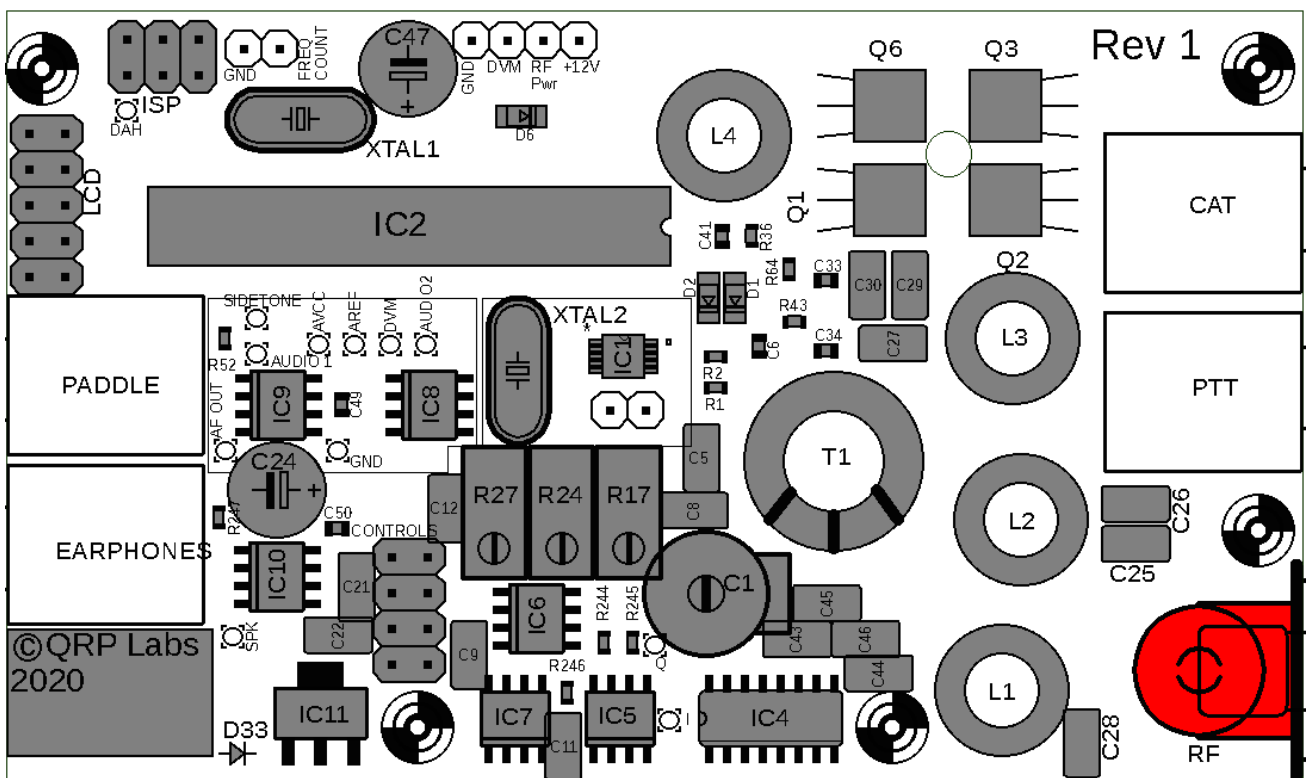 C47
Q6
Q3
Rev 1
GND
FREQ
COUNT
GND
DVM
RF
Pwr
+12V
ISP
DAH
D6
XTAL1
L4
LCD
Q1
CAT
IC2
C41
R36
Q2
R64
C33
C30
C29
D2
D1
SIDETONE
AVCC
AREF
DVM
AUDIO2
XTAL2
*
R43
C34
C27
L3
R52
AUDIO 1
IC1
C6
R2
R1
PADDLE
PTT
IC9
C49
IC8
AF OUT
GND
C24
+
C5
T1
R27
R24
R17
C12
C8
R247
C50
CONTROLS
L2
C26
C25
EARPHONES
IC10
C21
C1
C45
IC6
R244
R245
C22
SPK
C9
Q
C43
C46
C44
©QRP Labs
2020
R246
L1
IC11
IC7
IC5
I
IC4
D33
C11
C28
RF